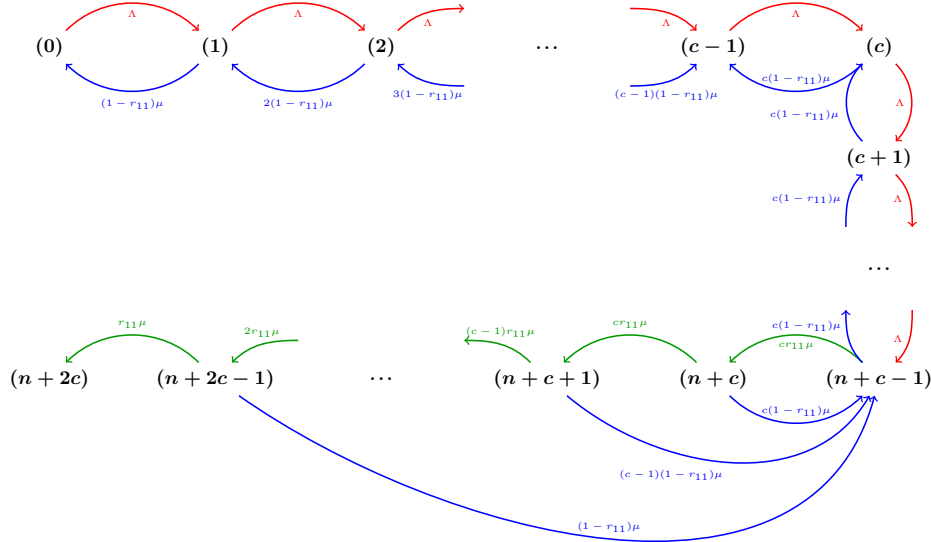 Λ Λ Λ Λ Λ
(0) (1) (2) ··· (c − 1) (c)
(1 − r₁₁)μ 2(1 − r₁₁)μ 3(1 − r₁₁)μ (c − 1)(1 − r₁₁)μ c(1 − r₁₁)μ
c(1 − r₁₁)μ Λ
(c + 1)
c(1 − r₁₁)μ Λ
···
r₁₁μ 2r₁₁μ (c − 1)r₁₁μ cr₁₁μ c(1 − r₁₁)μ Λ
cr₁₁μ
(n + 2c) (n + 2c − 1) ··· (n + c + 1) (n + c) (n + c − 1)
c(1 − r₁₁)μ
(c − 1)(1 − r₁₁)μ
(1 − r₁₁)μ